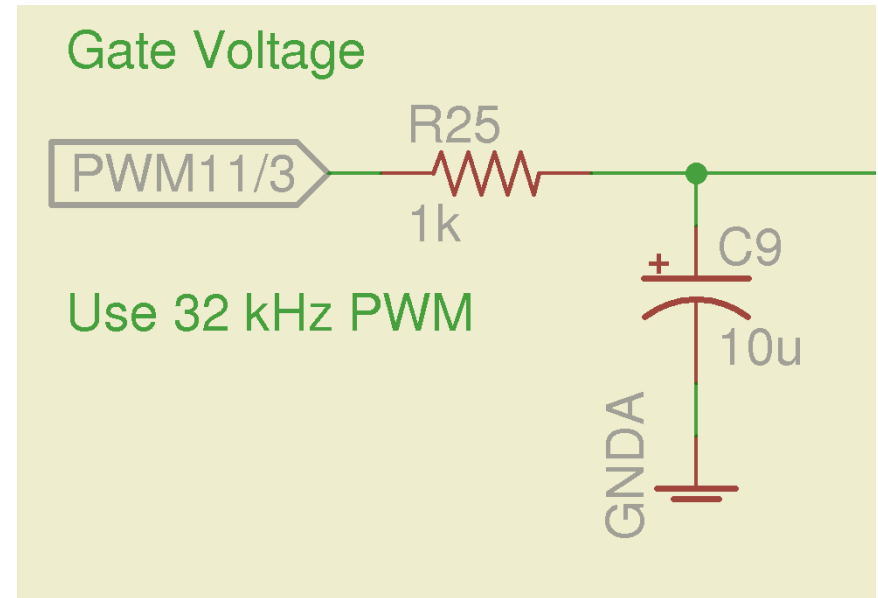 Gate Voltage
R25
PWM11/3
1k
C9
+
Use 32 kHz PWM
10u
GNDA